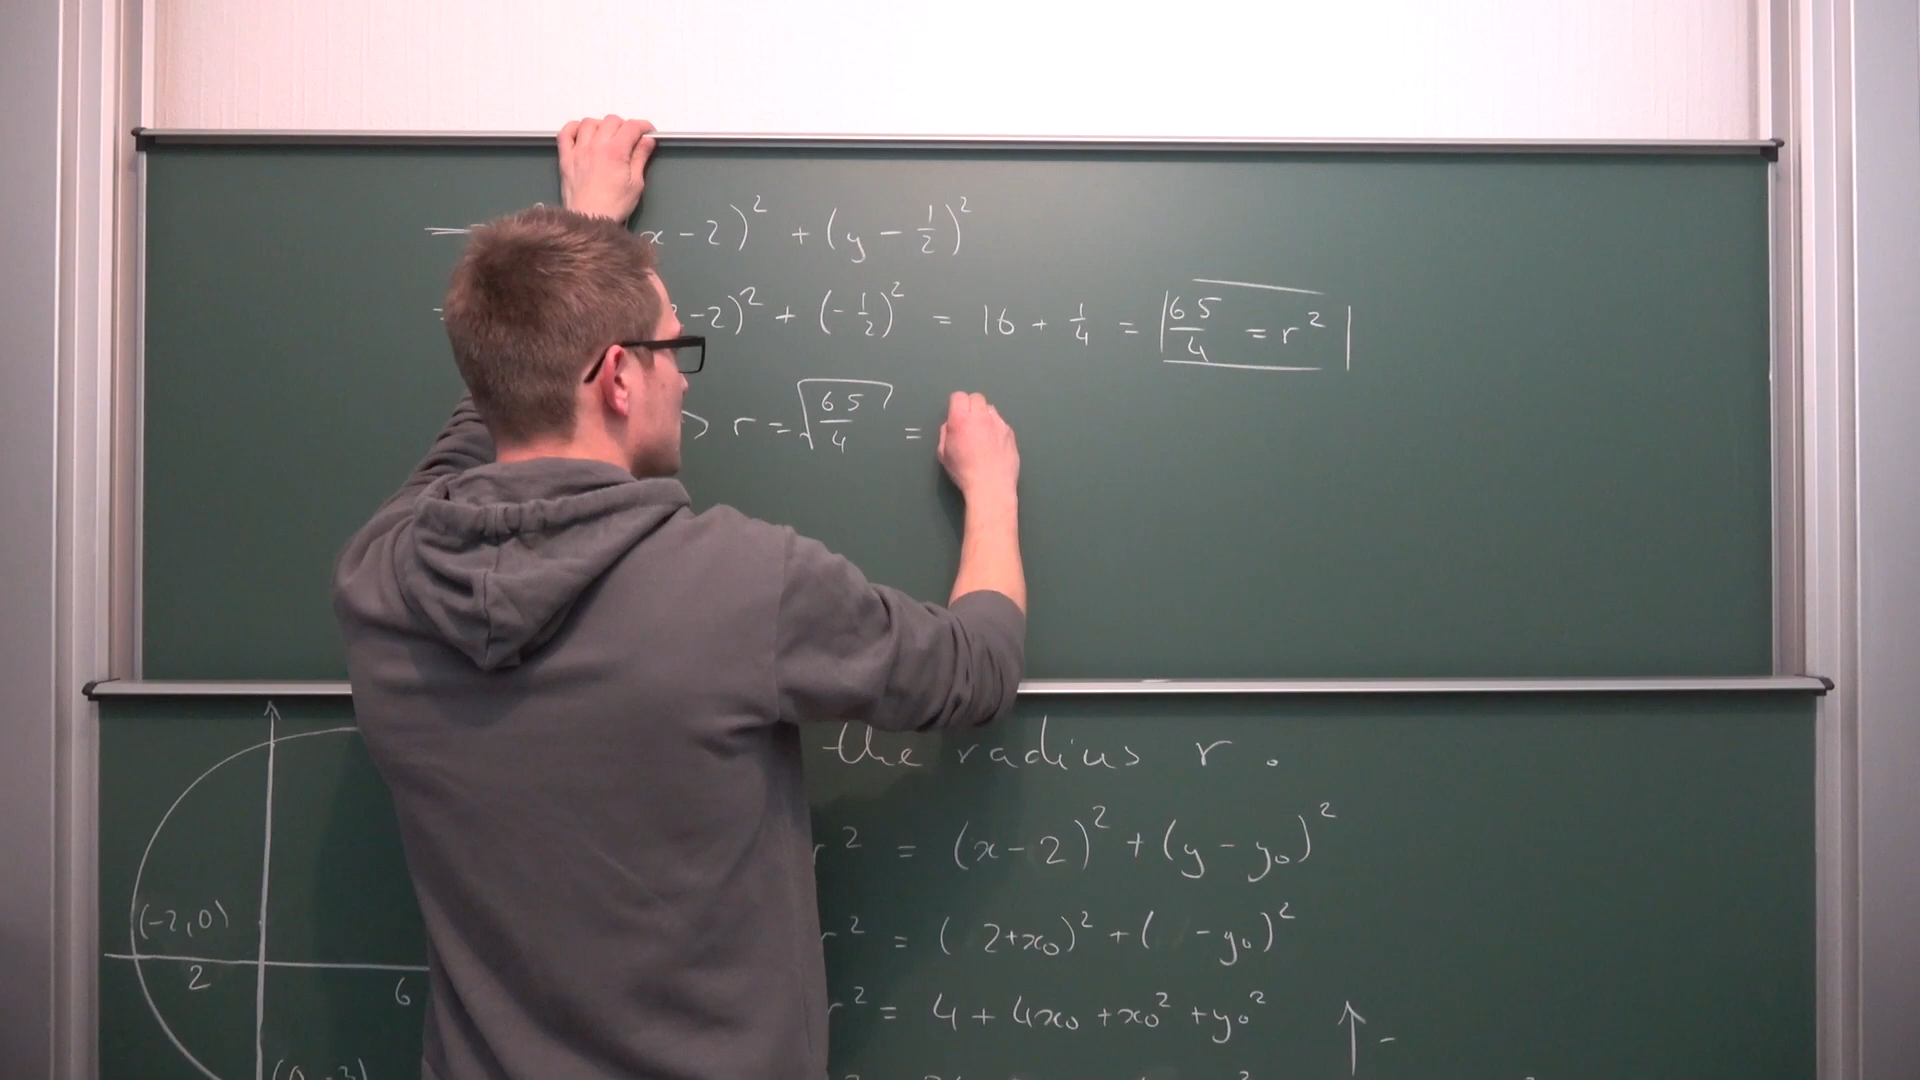 x - 2)² + (y - 1/2)²
-2)² + (- 1/2)² = 16 + 1/4 = 65/4 = r²
> r = √(65/4) =
the radius r .
r² = (x - 2)² + (y - y₀)²
(-2,0)
r² = ( 2+x₀)² + ( - y₀)²
2
6
r² = 4 + 4x₀ + x₀² + y₀²